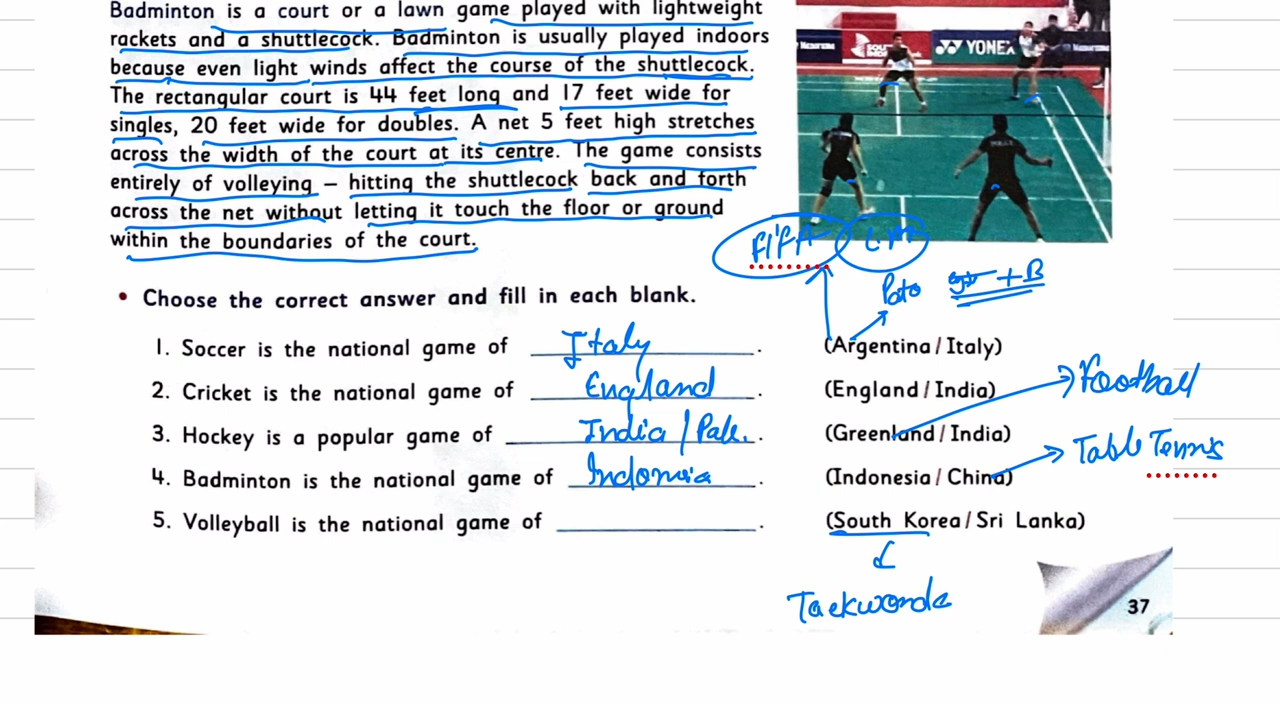 Badminton is a court or a lawn game played with lightweight
rackets and a shuttlecock. Badminton is usually played indoors
because even light winds affect the course of the shuttlecock.
The rectangular court is 44 feet long and 17 feet wide for
singles, 20 feet wide for doubles. A net 5 feet high stretches
across the width of the court at its centre. The game consists
entirely of volleying – hitting the shuttlecock back and forth
across the net without letting it touch the floor or ground
within the boundaries of the court.
YONEX
FIFA LM
Pato + B
• Choose the correct answer and fill in each blank.
1. Soccer is the national game of Italy. (Argentina / Italy)
2. Cricket is the national game of England. (England / India)
Football
3. Hockey is a popular game of India / Pak.. (Greenland / India)
Table Tennis
4. Badminton is the national game of Indonesia. (Indonesia / China)
5. Volleyball is the national game of ____. (South Korea / Sri Lanka)
Taekwondo
37